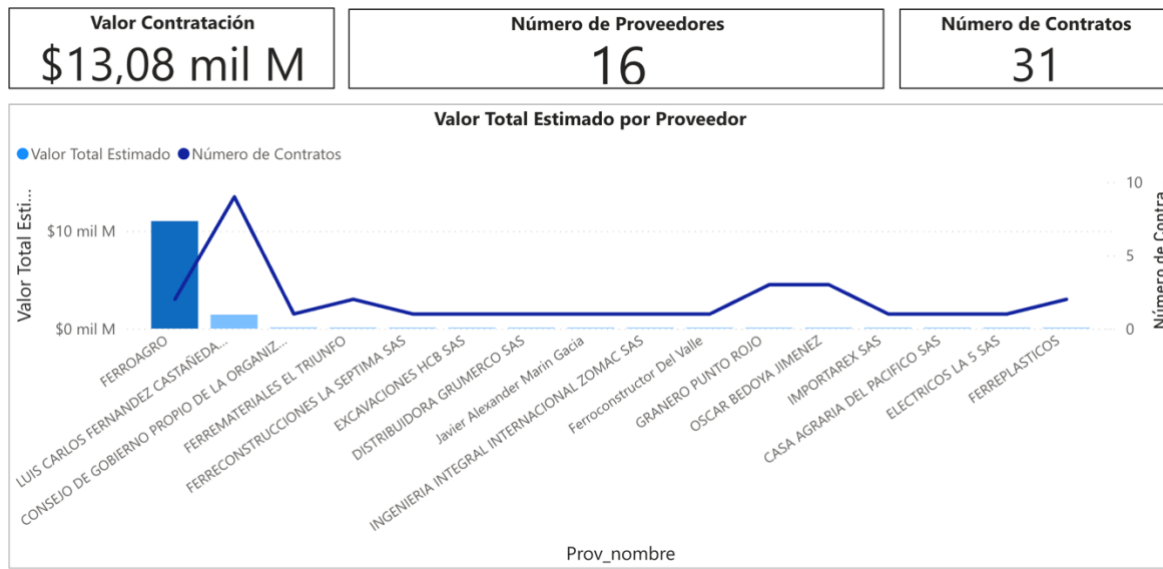 Valor Contratación
$13,08 mil M
Número de Proveedores
16
Número de Contratos
31
Valor Total Estimado por Proveedor
Valor Total Estimado
Número de Contratos
Valor Total Esti...
$10 mil M
$0 mil M
10
5
0
Número de Contra
FERROAGRO
LUIS CARLOS FERNANDEZ CASTAÑEDA...
CONSEJO DE GOBIERNO PROPIO DE LA ORGANIZ...
FERREMATERIALES EL TRIUNFO
FERRECONSTRUCCIONES LA SEPTIMA SAS
EXCAVACIONES HCB SAS
DISTRIBUIDORA GRUMERCO SAS
Javier Alexander Marin Gacia
INGENIERIA INTEGRAL INTERNACIONAL ZOMAC SAS
Ferroconstructor Del Valle
GRANERO PUNTO ROJO
OSCAR BEDOYA JIMENEZ
IMPORTAREX SAS
CASA AGRARIA DEL PACIFICO SAS
ELECTRICOS LA 5 SAS
FERREPLASTICOS
Prov_nombre